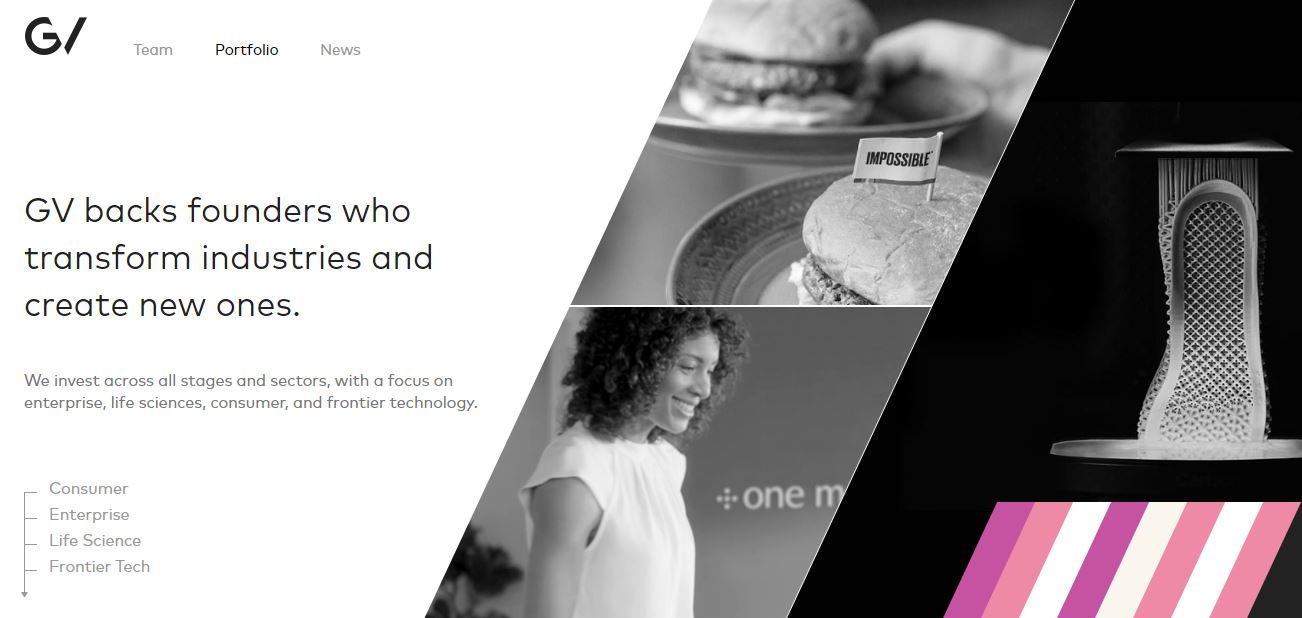 GV
Team
Portfolio
News
GV backs founders who
transform industries and
create new ones.
We invest across all stages and sectors, with a focus on
enterprise, life sciences, consumer, and frontier technology.
Consumer
Enterprise
Life Science
Frontier Tech
IMPOSSIBLE
one m